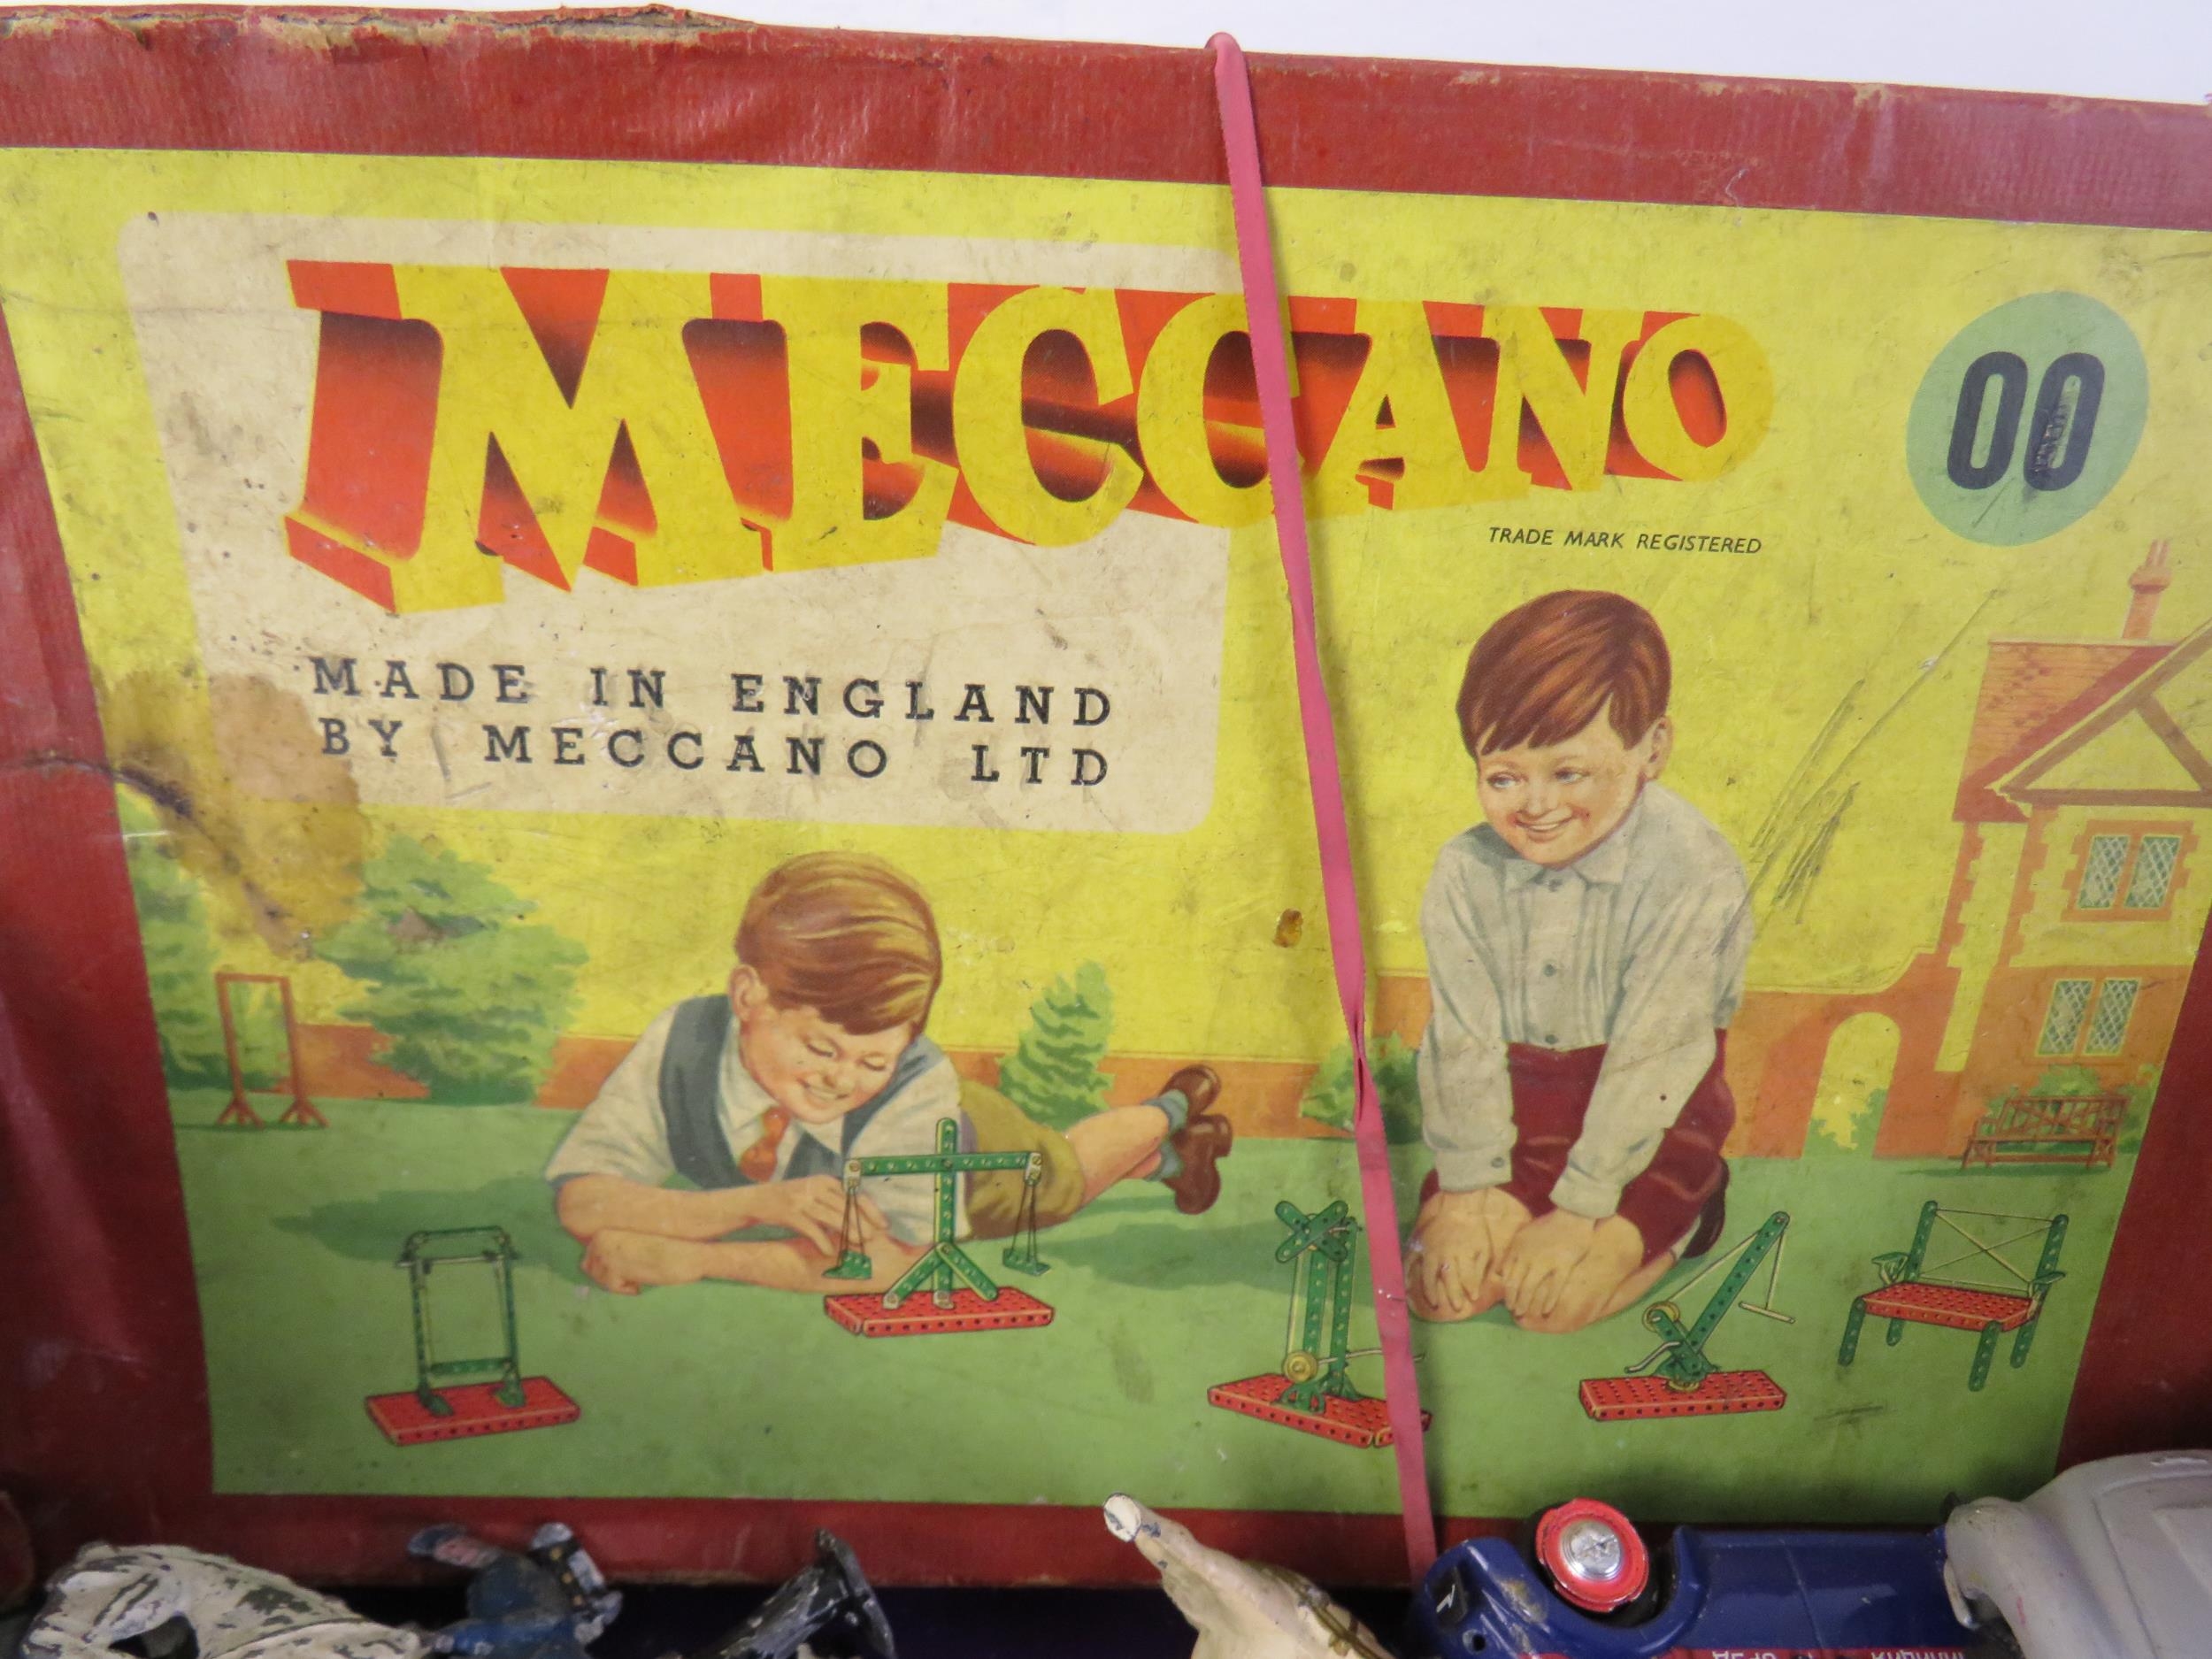 MECCANO
00
TRADE MARK REGISTERED
MADE IN ENGLAND
BY MECCANO LTD